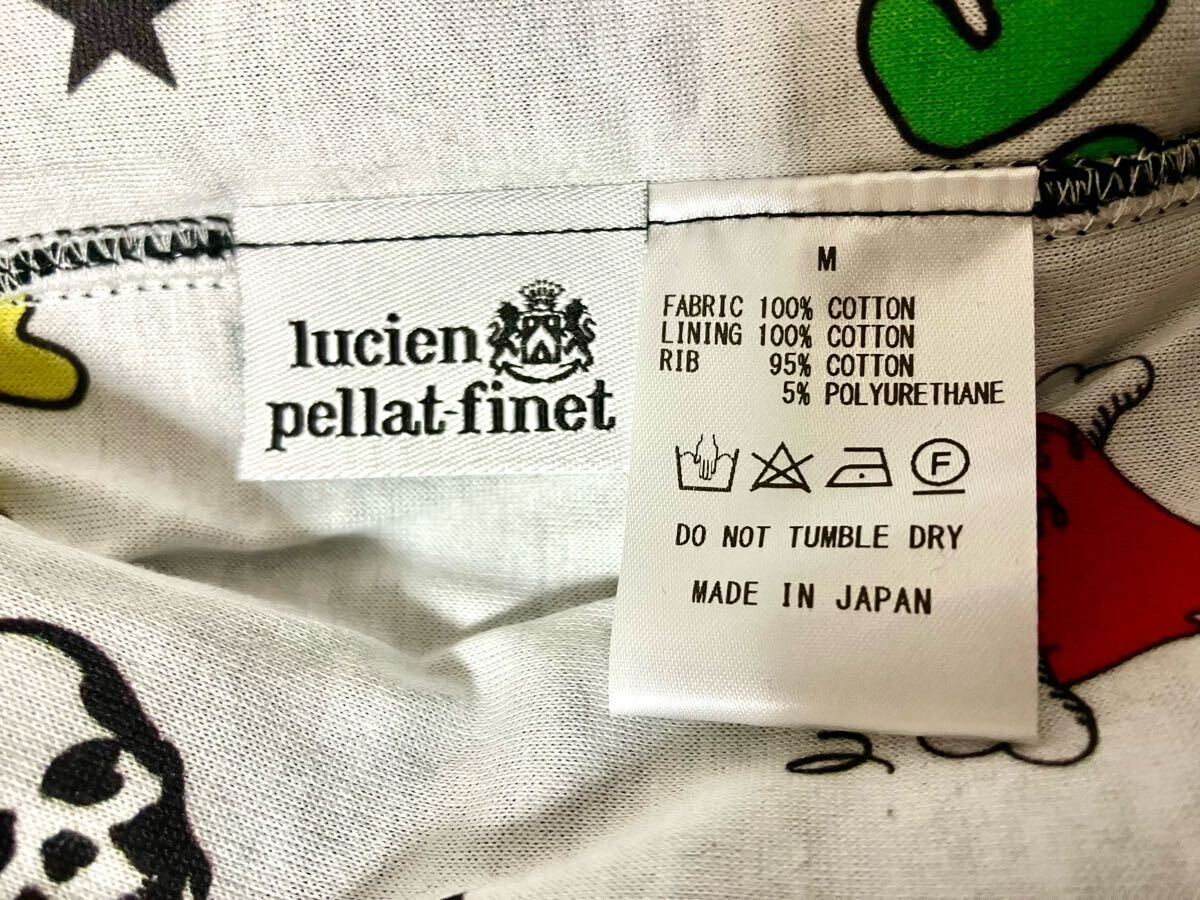 lucien
pellat-finet
M
FABRIC 100% COTTON
LINING 100% COTTON
RIB 95% COTTON
5% POLYURETHANE
F
DO NOT TUMBLE DRY
MADE IN JAPAN